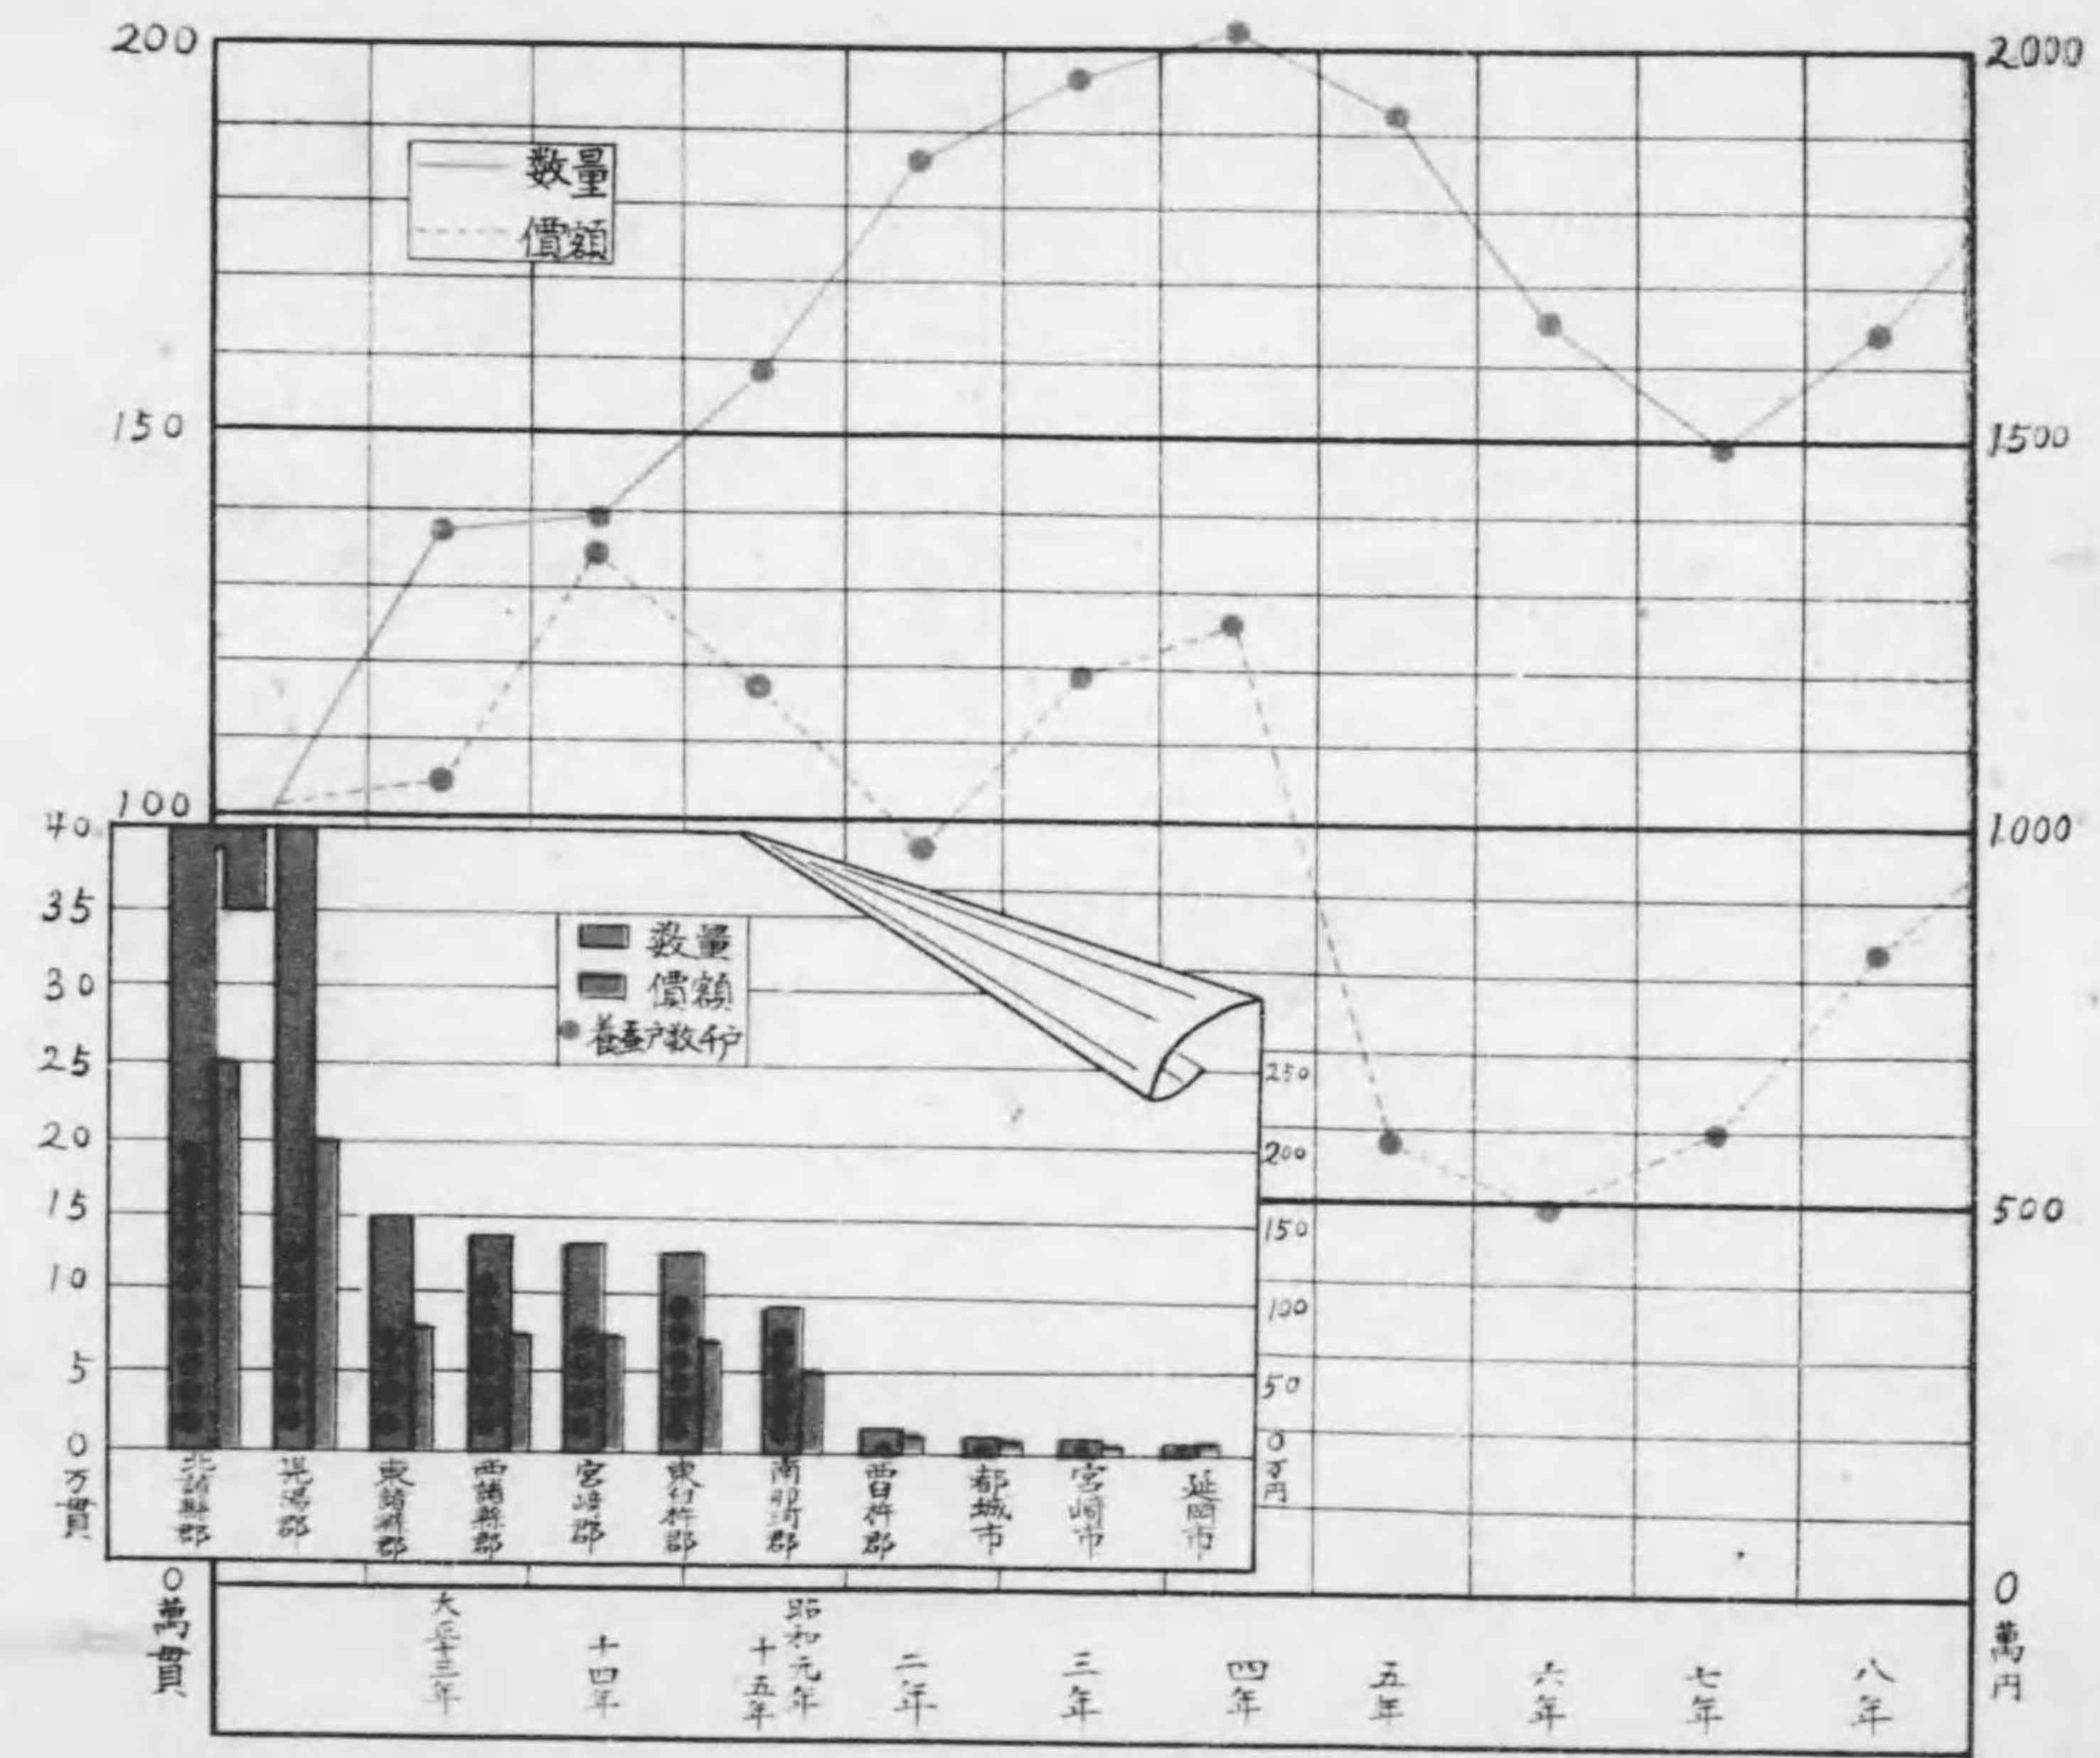 200
150
100
2000
1500
1000
500
0
萬円
数量
價額
40
35
30
25
20
15
10
5
0
万貫
数量
價額
養蚕戸数千戸
250
200
150
100
50
0
万円
北諸縣郡
児湯郡
東諸縣郡
西諸縣郡
宮崎郡
東臼杵郡
南那珂郡
西臼杵郡
都城市
宮崎市
延岡市
0
萬貫
大正十三年
十四年
十五年
昭和元年
二年
三年
四年
五年
六年
七年
八年